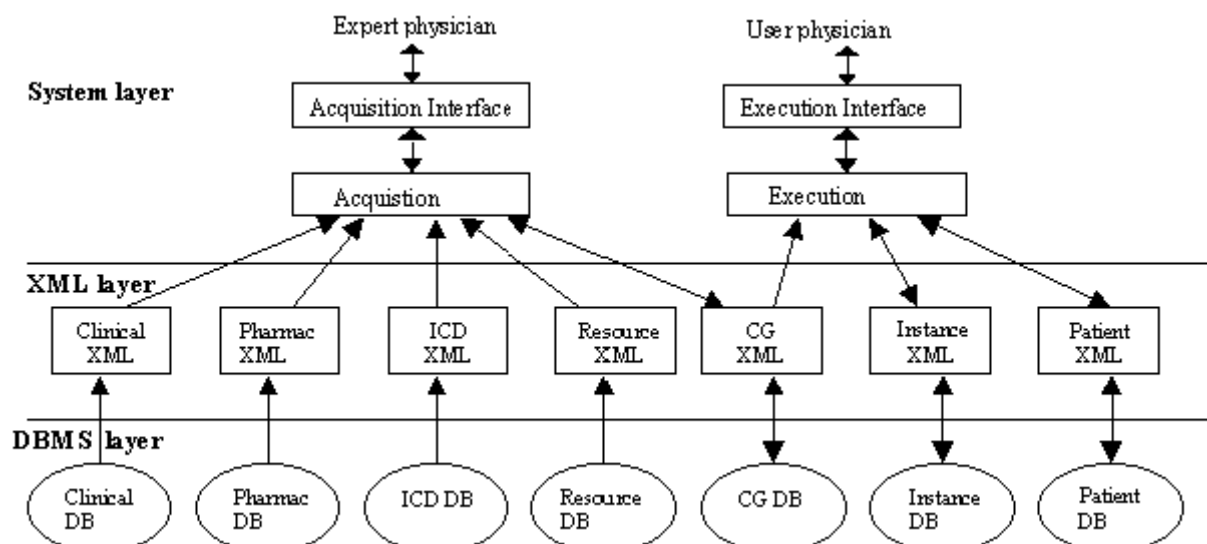 Expert physician
User physician
System layer
Acquisition Interface
Execution Interface
Acquistion
Execution
XML layer
Clinical
XML
Pharmac
XML
ICD
XML
Resource
XML
CG
XML
Instance
XML
Patient
XML
DBMS layer
Clinical
DB
Pharmac
DB
ICD DB
Resource
DB
CG DB
Instance
DB
Patient
DB